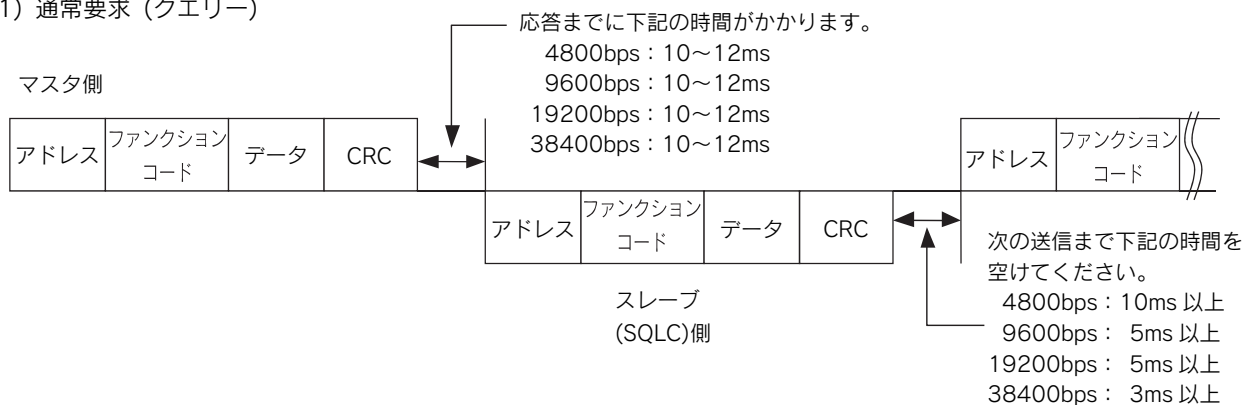 1) 通常要求 (クエリー)
応答までに下記の時間がかかります。
4800bps：10～12ms
9600bps：10～12ms
19200bps：10～12ms
38400bps：10～12ms
マスタ側
アドレス
ファンクション
コード
データ
CRC
アドレス
ファンクション
コード
アドレス
ファンクション
コード
データ
CRC
スレーブ
(SQLC)側
次の送信まで下記の時間を
空けてください。
4800bps：10ms 以上
9600bps： 5ms 以上
19200bps： 5ms 以上
38400bps： 3ms 以上